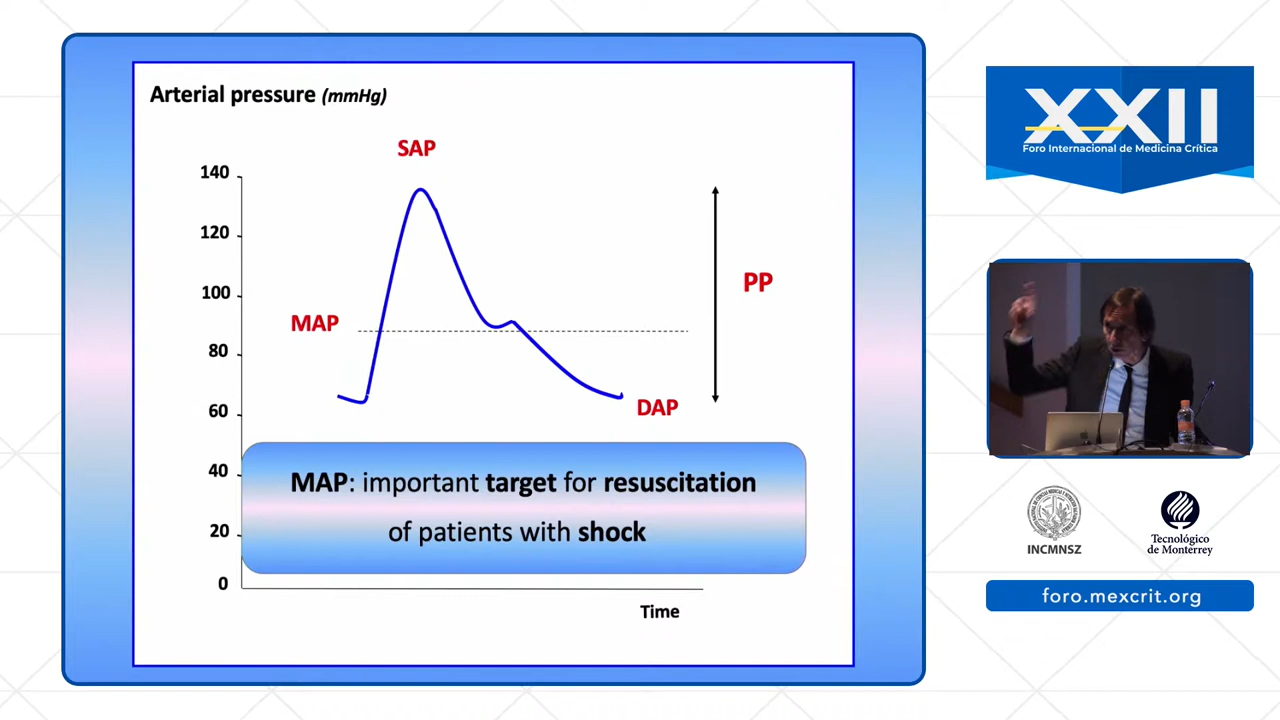 Arterial pressure (mmHg)
SAP
140
120
100
80
60
40
20
0
MAP
PP
DAP
MAP: important target for resuscitation
of patients with shock
Time
XXII
Foro Internacional de Medicina Crítica
INCMNSZ
Tecnológico
de Monterrey
foro.mexcrit.org